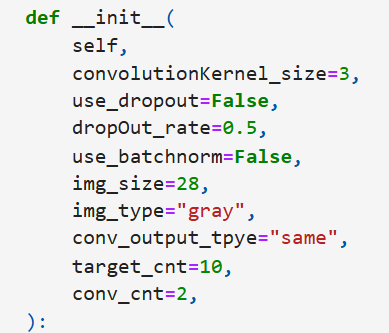 def __init__(
self,
convolutionKernel_size=3,
use_dropout=False,
dropOut_rate=0.5,
use_batchnorm=False,
img_size=28,
img_type="gray",
conv_output_tpye="same",
target_cnt=10,
conv_cnt=2,
):